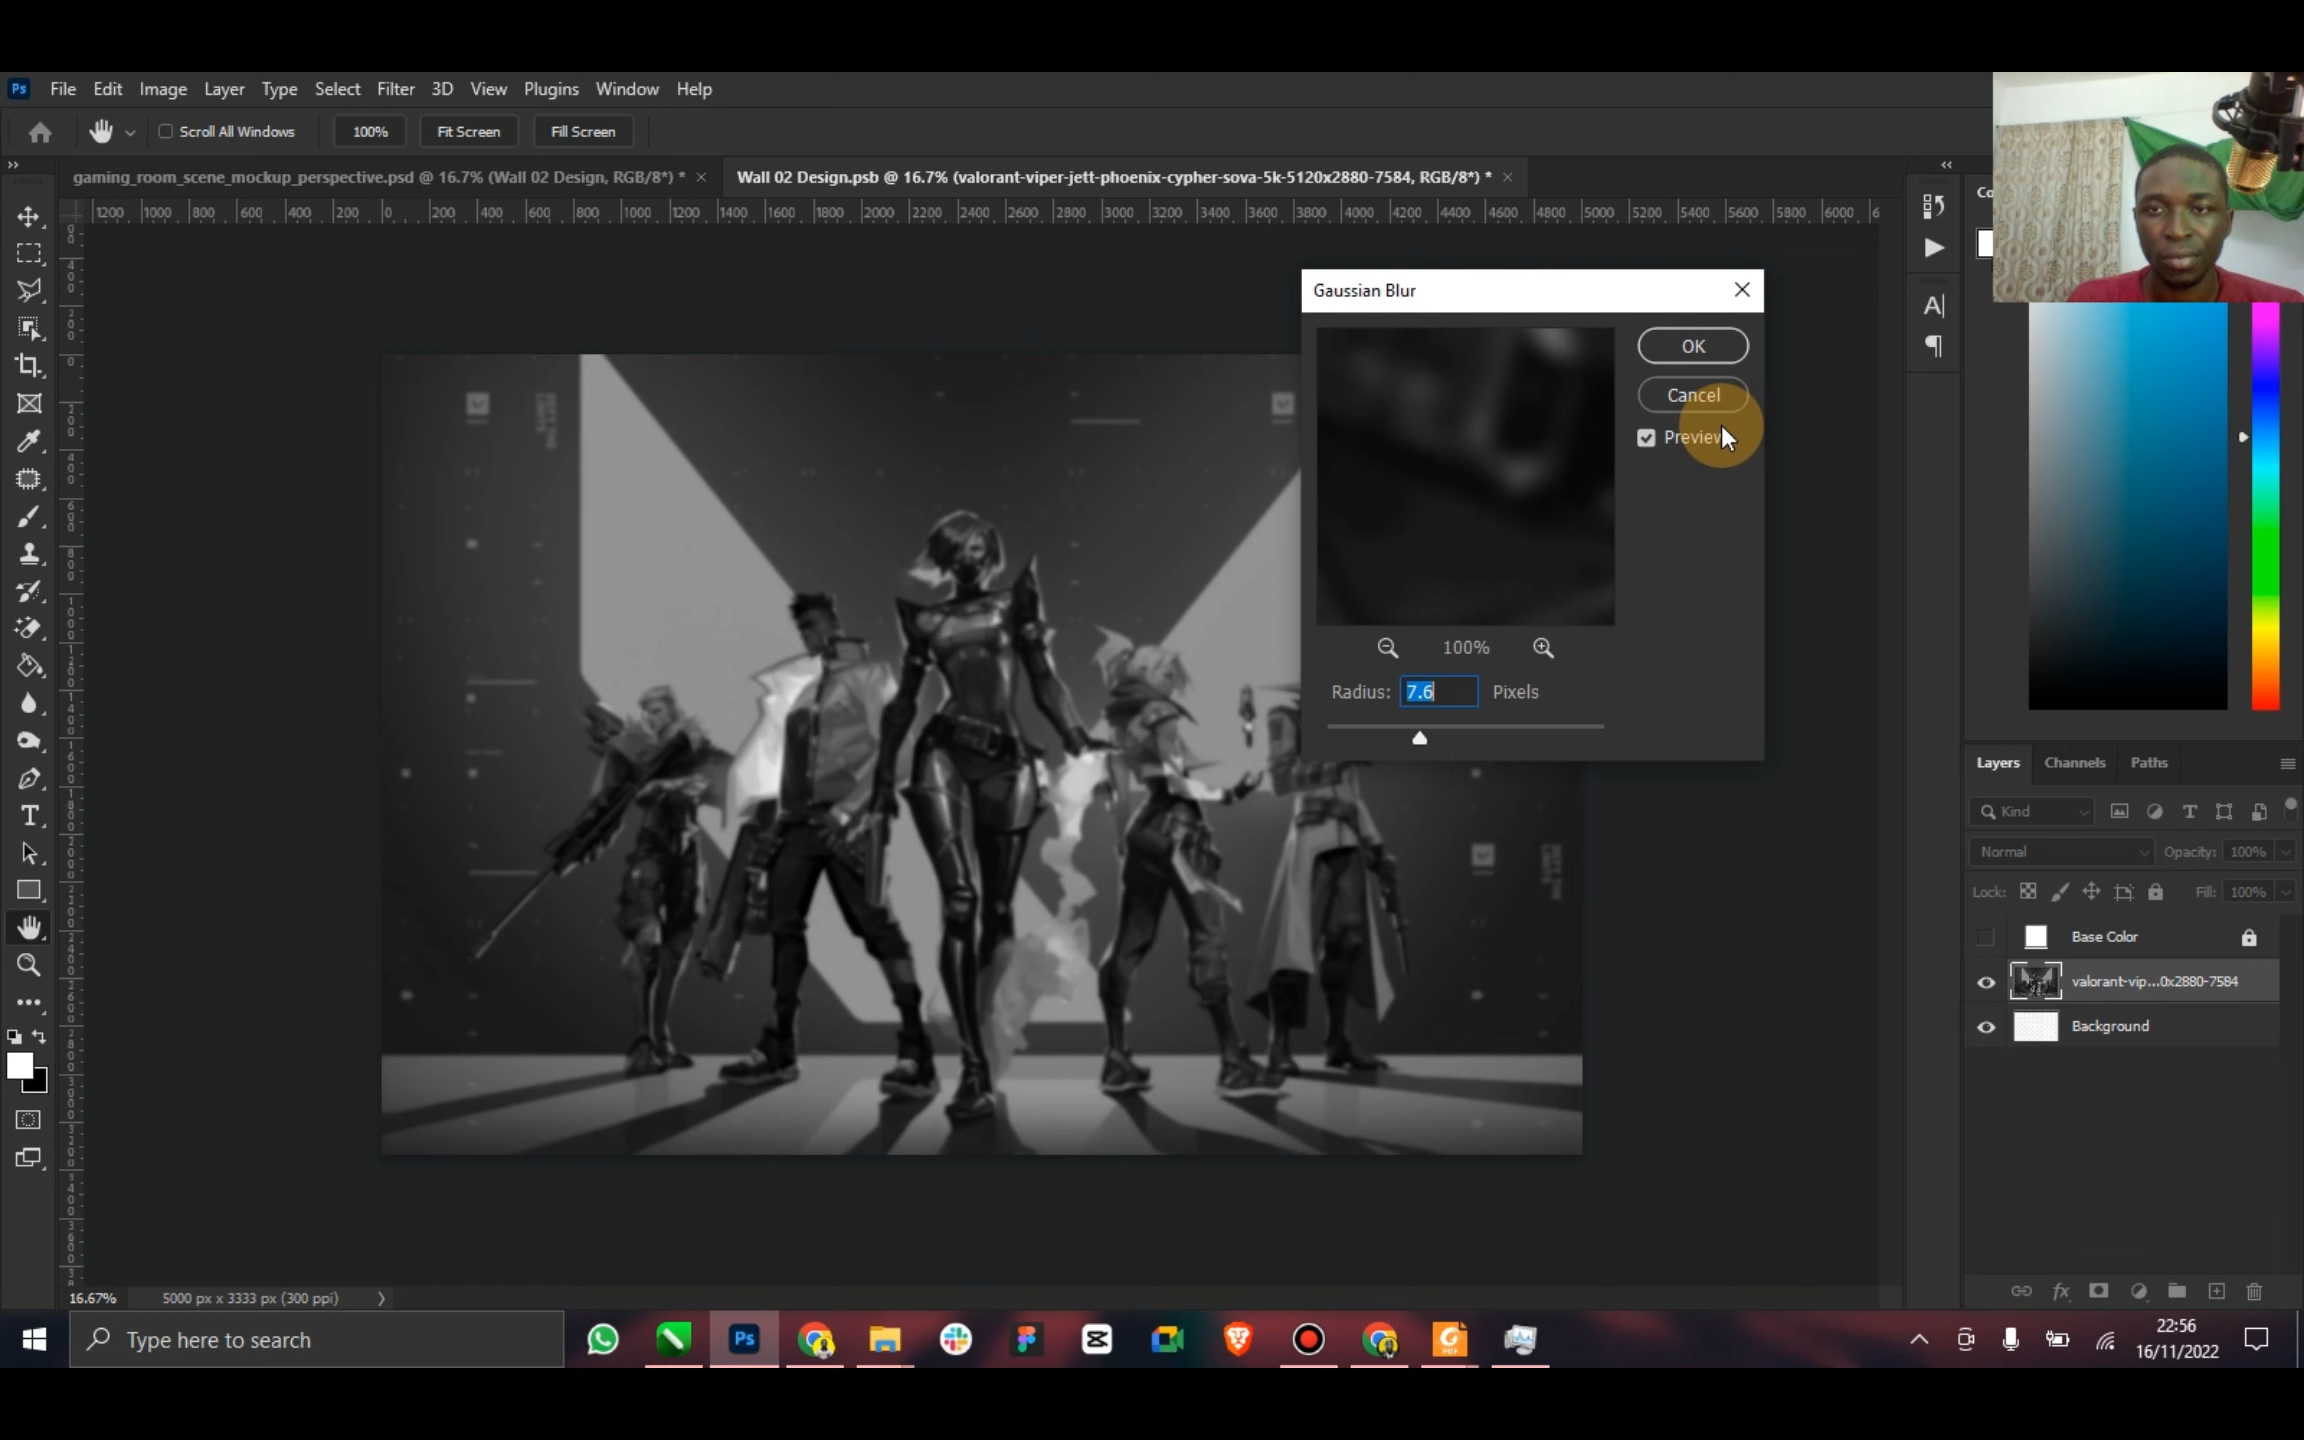 Ps File Edit Image Layer Type Select Filter 3D View Plugins Window Help
Scroll All Windows 100% Fit Screen Fill Screen
gaming_room_scene_mockup_perspective.psd @ 16.7% (Wall 02 Design, RGB/8*) *
Wall 02 Design.psb @ 16.7% (valorant-viper-jett-phoenix-cypher-sova-5k-5120x2880-7584, RGB/8*) *
Co
1200 1000 800 600 400 200 0 200 400 600 800 1000 1200 1400 1600 1800 2000 2200 2400 2600 2800 3000 3200 3400 3600 3800 4000 4200 4400 4600 4800 5000 5200 5400 5600 5800 6000 6
Gaussian Blur
OK
Cancel
Preview
100%
Radius: 7.6 Pixels
Layers Channels Paths
Kind
Normal Opacity: 100%
Lock: Fill: 100%
Base Color
valorant-vip...0x2880-7584
Background
16.67% 5000 px x 3333 px (300 ppi)
Type here to search
Ps
PDF
22:56
16/11/2022